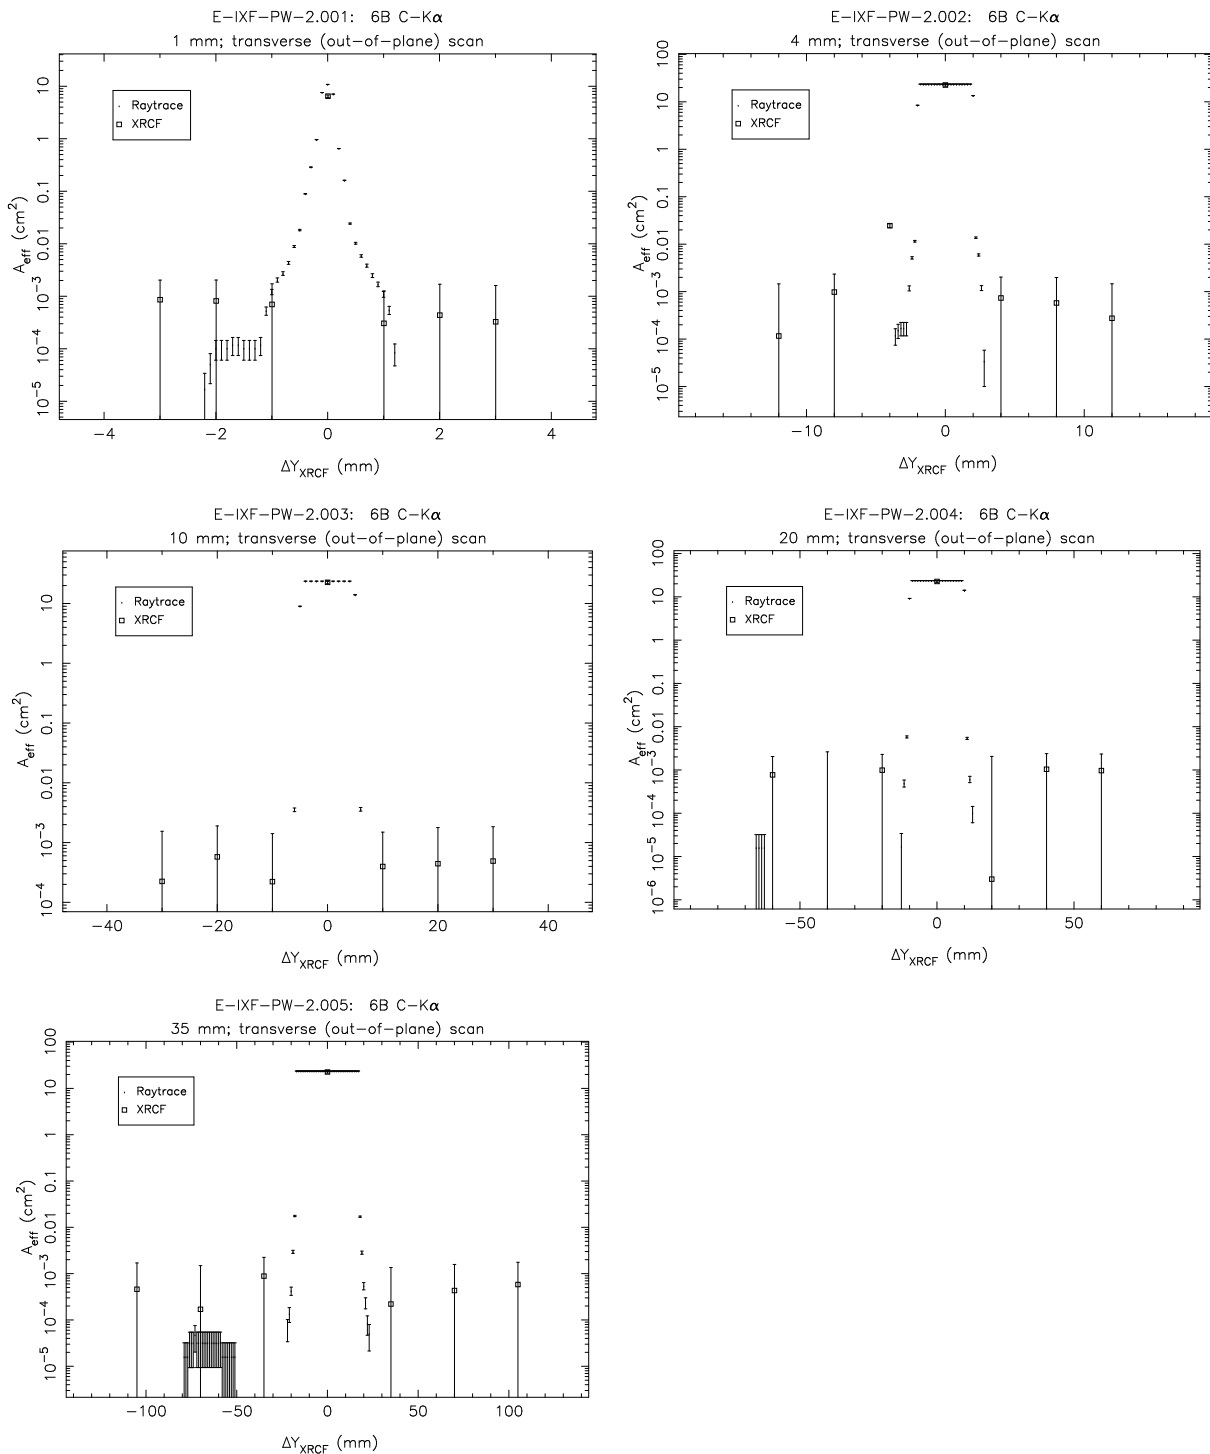 E-IXF-PW-2.001: 6B C-Kα
1 mm; transverse (out-of-plane) scan
10
1
0.1
0.01
10⁻³
10⁻⁴
10⁻⁵
A_eff (cm²)
Raytrace
XRCF
-4 -2 0 2 4
ΔY_XRCF (mm)
E-IXF-PW-2.002: 6B C-Kα
4 mm; transverse (out-of-plane) scan
100
10
1
0.1
0.01
10⁻³
10⁻⁴
10⁻⁵
A_eff (cm²)
Raytrace
XRCF
-10 0 10
ΔY_XRCF (mm)
E-IXF-PW-2.003: 6B C-Kα
10 mm; transverse (out-of-plane) scan
10
1
0.1
0.01
10⁻³
10⁻⁴
A_eff (cm²)
Raytrace
XRCF
-40 -20 0 20 40
ΔY_XRCF (mm)
E-IXF-PW-2.004: 6B C-Kα
20 mm; transverse (out-of-plane) scan
100
10
1
0.1
0.01
10⁻³
10⁻⁴
10⁻⁵
10⁻⁶
A_eff (cm²)
Raytrace
XRCF
-50 0 50
ΔY_XRCF (mm)
E-IXF-PW-2.005: 6B C-Kα
35 mm; transverse (out-of-plane) scan
100
10
1
0.1
0.01
10⁻³
10⁻⁴
10⁻⁵
A_eff (cm²)
Raytrace
XRCF
-100 -50 0 50 100
ΔY_XRCF (mm)